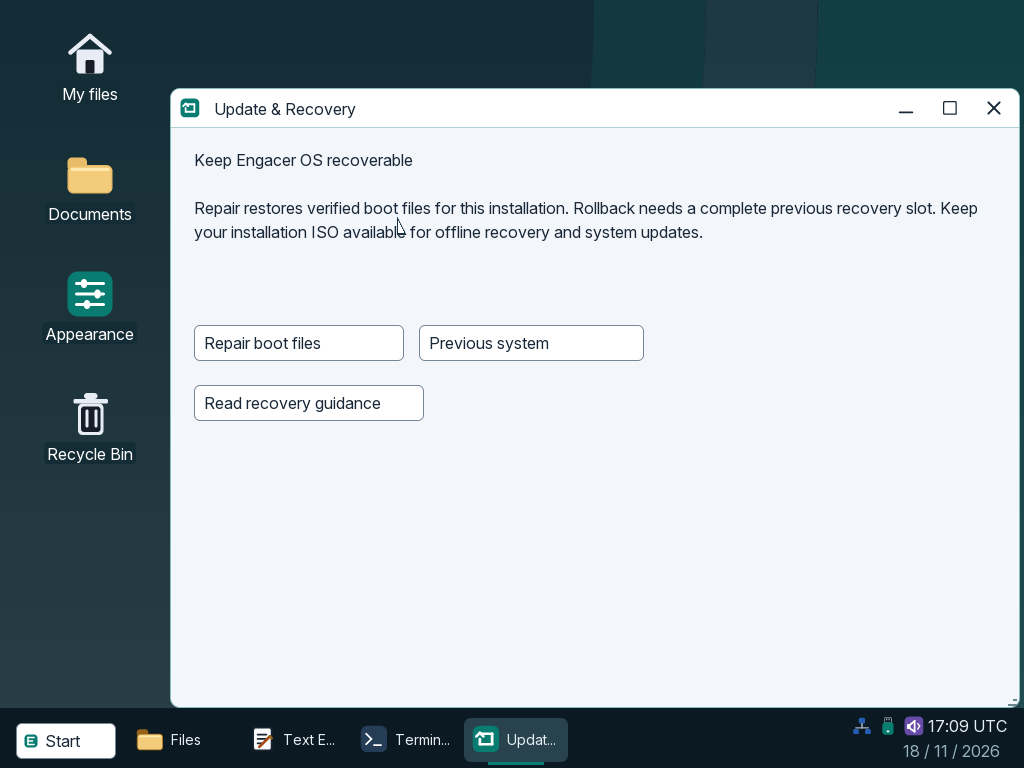 My files
Documents
Appearance
Recycle Bin
Update & Recovery
Keep Engacer OS recoverable
Repair restores verified boot files for this installation. Rollback needs a complete previous recovery slot. Keep
your installation ISO available for offline recovery and system updates.
Repair boot files
Previous system
Read recovery guidance
Start
Files
Text E...
Termin...
Updat...
17:09 UTC
18 / 11 / 2026